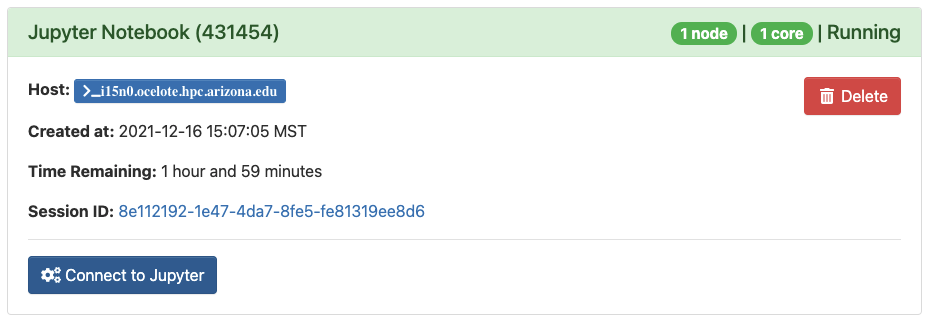 Jupyter Notebook (431454) 1 node | 1 core | Running
Host: >_i15n0.ocelote.hpc.arizona.edu Delete
Created at: 2021-12-16 15:07:05 MST
Time Remaining: 1 hour and 59 minutes
Session ID: 8e112192-1e47-4da7-8fe5-fe81319ee8d6
Connect to Jupyter